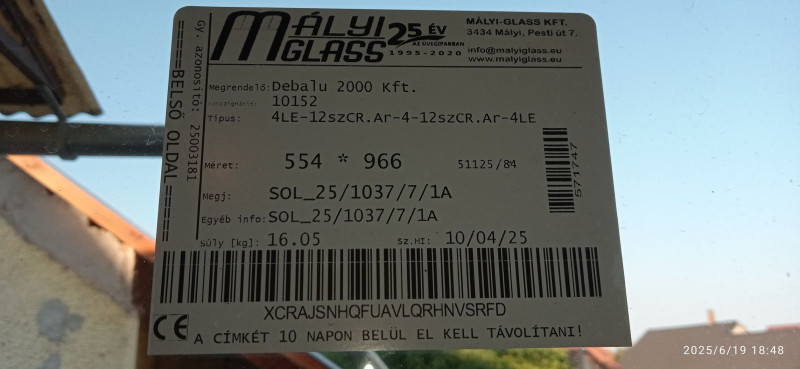 MÁLYI GLASS
25 ÉV
AZ ÜVEGIPARBAN
1995-2020
MÁLYI-GLASS KFT.
3434 Mályi, Pesti út 7.
info@malyiglass.eu
www.malyiglass.eu
=====BELSŐ OLDAL=====
Gy. azonosító: 25003181
Megrendelő: Debalu 2000 Kft.
10152
Típus: 4LE-12szCR.Ar-4-12szCR.Ar-4LE
Méret: 554 * 966 51125/84
571747
Megj: SOL_25/1037/7/1A
Egyéb info: SOL_25/1037/7/1A
súly [kg]: 16.05 sz.HI: 10/04/25
XCRAJSNHQFUAVLQRHNVSRFD
CE A CÍMKÉT 10 NAPON BELÜL EL KELL TÁVOLÍTANI!
2025/6/19 18:48